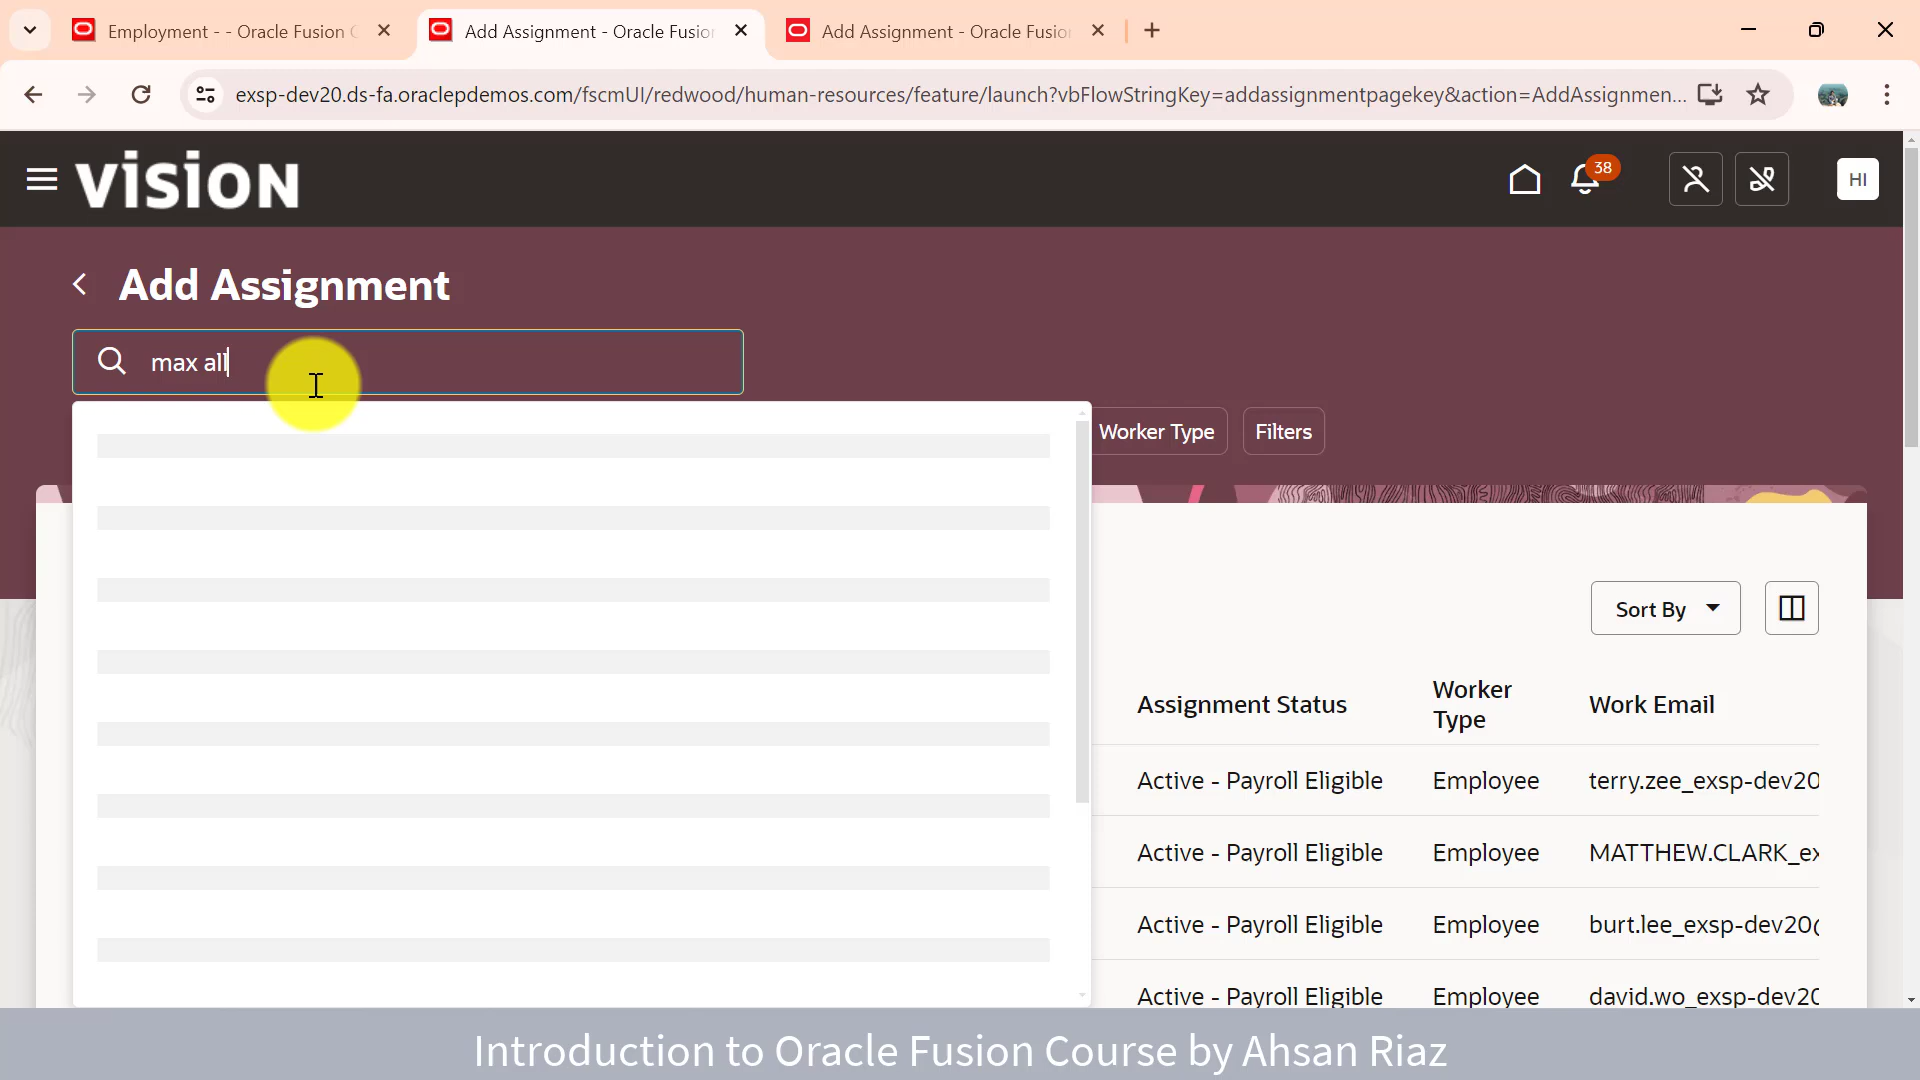 Employment - - Oracle Fusion C
Add Assignment - Oracle Fusion
Add Assignment - Oracle Fusion
exsp-dev20.ds-fa.oraclepdemos.com/fscmUI/redwood/human-resources/feature/launch?vbFlowStringKey=addassignmentpagekey&action=AddAssignmen...
vision
38
HI
Add Assignment
max all
Worker Type
Filters
Sort By
Assignment Status
Worker Type
Work Email
Active - Payroll Eligible
Employee
terry.zee_exsp-dev20
Active - Payroll Eligible
Employee
MATTHEW.CLARK_ex
Active - Payroll Eligible
Employee
burt.lee_exsp-dev20
Active - Payroll Eligible
Employee
david.wo_exsp-dev20
Introduction to Oracle Fusion Course by Ahsan Riaz